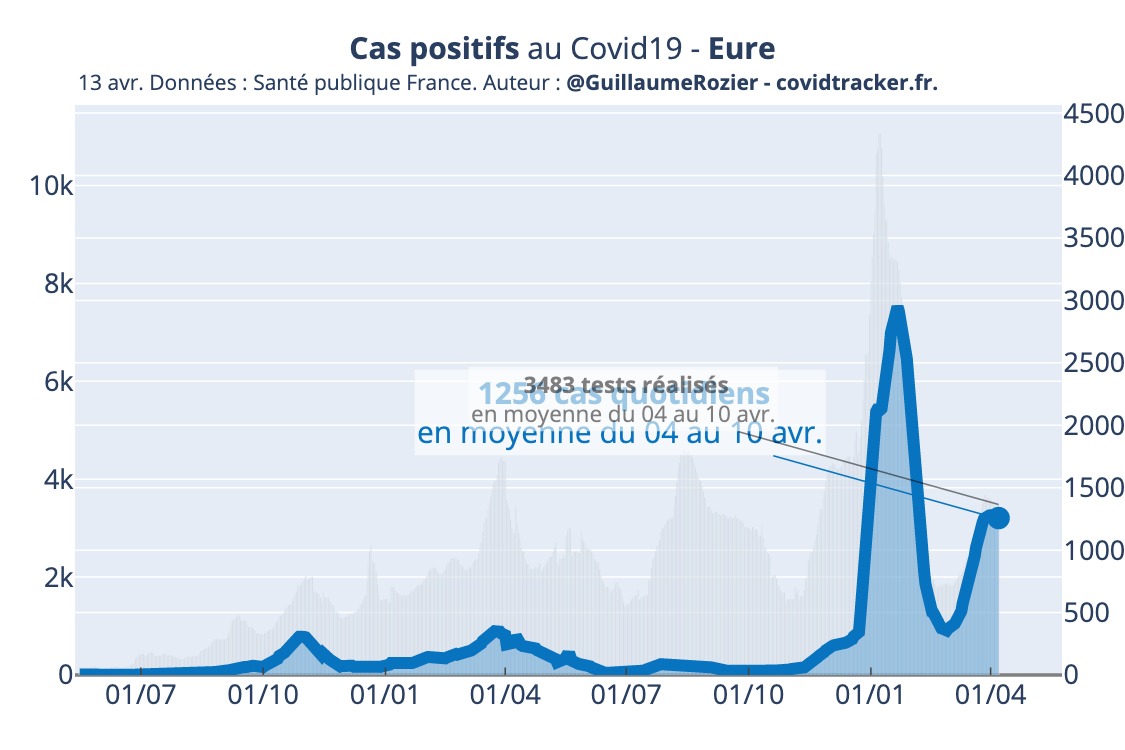 Cas positifs au Covid19 - Eure
13 avr. Données : Santé publique France. Auteur : @GuillaumeRozier - covidtracker.fr.
4500
4000
10k
3500
8k
3000
2500
6k
3483 tests réalisés
1256 cas quotidiens
en moyenne du 04 au 10 avr.
en moyenne du 04 au 10 avr.
2000
4k
1500
1000
2k
500
0
0
01/07 01/10 01/01 01/04 01/07 01/10 01/01 01/04